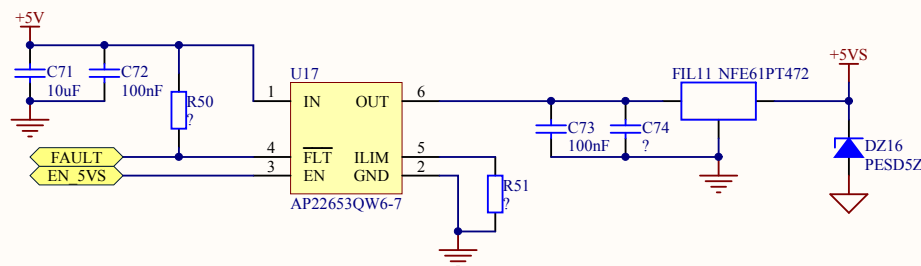 +5V
C71
10uF
C72
100nF
R50
?
FAULT
EN_5VS
U17
1 IN OUT 6
4 FLT ILIM 5
3 EN GND 2
AP22653QW6-7
R51
?
C73
100nF
C74
?
FIL11 NFE61PT472
+5VS
DZ16
PESD5Z